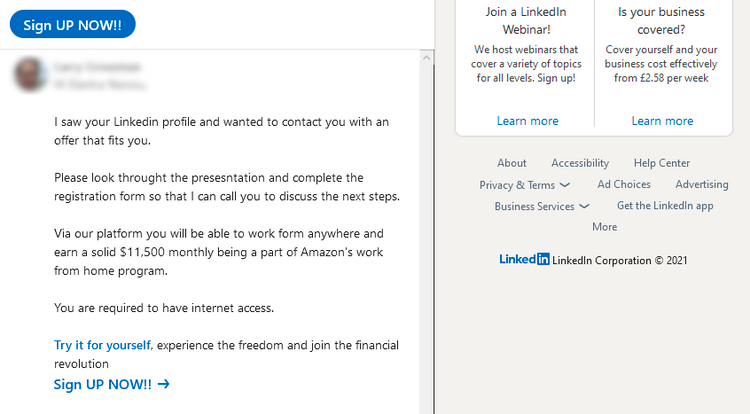 Sign UP NOW!!
I saw your Linkedin profile and wanted to contact you with an
offer that fits you.
Please look throught the presesntation and complete the
registration form so that I can call you to discuss the next steps.
Via our platform you will be able to work form anywhere and
earn a solid $11,500 monthly being a part of Amazon's work
from home program.
You are required to have internet access.
Try it for yourself, experience the freedom and join the financial
revolution
Sign UP NOW!! →
Join a LinkedIn
Webinar!
We host webinars that
cover a variety of topics
for all levels. Sign up!
Learn more
Is your business
covered?
Cover yourself and your
business cost effectively
from £2.58 per week
Learn more
About Accessibility Help Center
Privacy & Terms Ad Choices Advertising
Business Services Get the LinkedIn app
More
LinkedIn LinkedIn Corporation © 2021